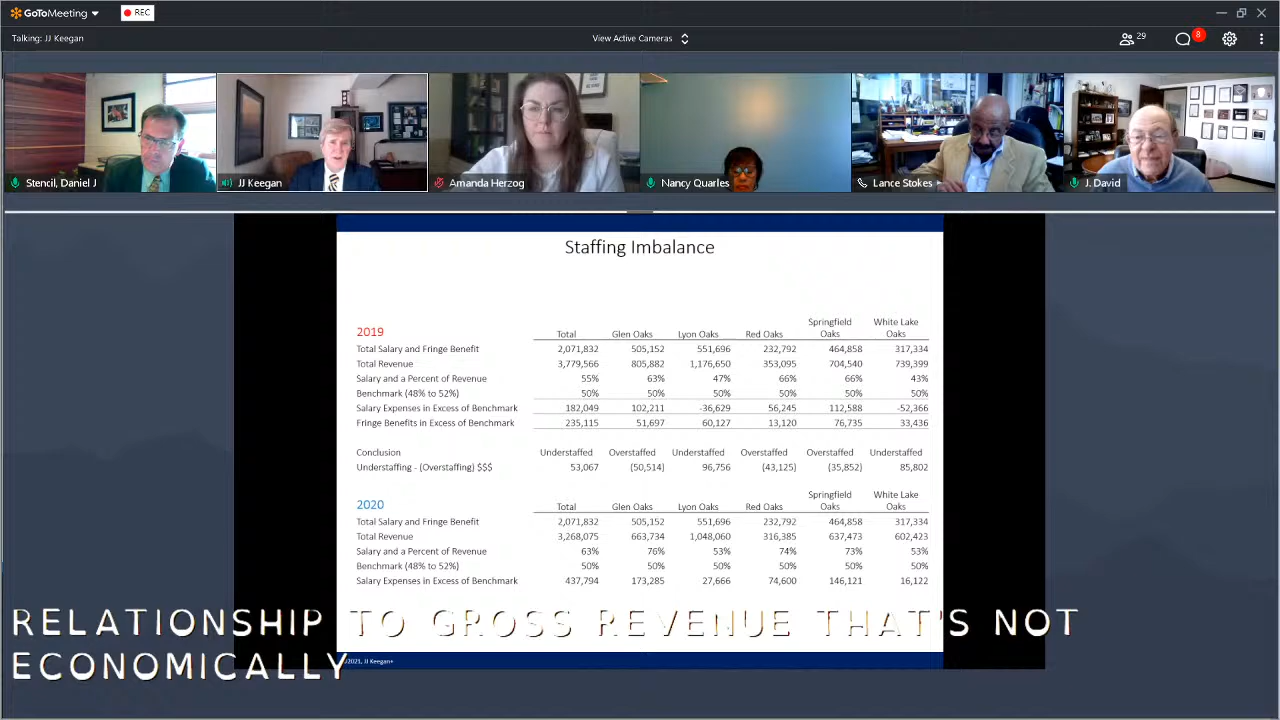 GoToMeeting
REC
Talking: JJ Keegan
View Active Cameras
29
8
Stencil, Daniel J
JJ Keegan
Amanda Herzog
Nancy Quarles
Lance Stokes
J. David
Staffing Imbalance
2019 Total Glen Oaks Lyon Oaks Red Oaks Springfield Oaks White Lake Oaks
Total Salary and Fringe Benefit 2,071,832 505,152 551,696 232,792 464,858 317,334
Total Revenue 3,779,566 805,882 1,176,650 353,095 704,540 739,399
Salary and a Percent of Revenue 55% 63% 47% 66% 66% 43%
Benchmark (48% to 52%) 50% 50% 50% 50% 50% 50%
Salary Expenses in Excess of Benchmark 182,049 102,211 -36,629 56,245 112,588 -52,366
Fringe Benefits in Excess of Benchmark 235,115 51,697 60,127 13,120 76,735 33,436
Conclusion Understaffed Overstaffed Understaffed Overstaffed Overstaffed Understaffed
Understaffing - (Overstaffing) $$$ 53,067 (50,514) 96,756 (43,125) (35,852) 85,802
2020 Total Glen Oaks Lyon Oaks Red Oaks Springfield Oaks White Lake Oaks
Total Salary and Fringe Benefit 2,071,832 505,152 551,696 232,792 464,858 317,334
Total Revenue 3,268,075 663,734 1,048,060 316,385 637,473 602,423
Salary and a Percent of Revenue 63% 76% 53% 74% 73% 53%
Benchmark (48% to 52%) 50% 50% 50% 50% 50% 50%
Salary Expenses in Excess of Benchmark 437,794 173,285 27,666 74,600 146,121 16,122
RELATIONSHIP TO GROSS REVENUE THAT'S NOT
ECONOMICALLY
2021, JJ Keegan+